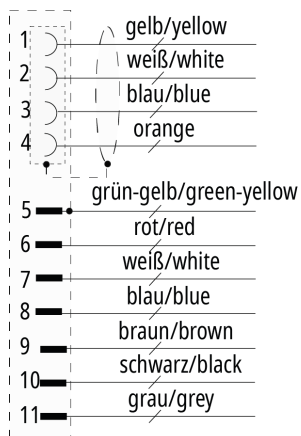 1 gelb/yellow
2 weiß/white
3 blau/blue
4 orange
5 grün-gelb/green-yellow
6 rot/red
7 weiß/white
8 blau/blue
9 braun/brown
10 schwarz/black
11 grau/grey